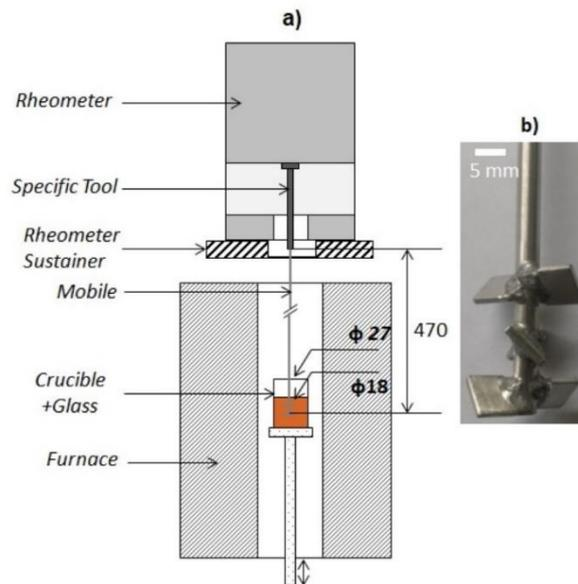 a)
Rheometer
b)
5 mm
Specific Tool
Rheometer
Sustainer
Mobile
470
ϕ 27
Crucible
+Glass
ϕ18
Furnace